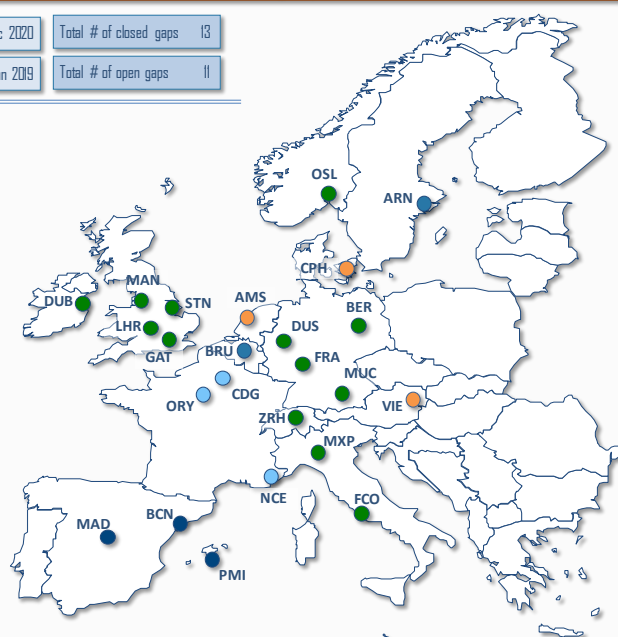 c 2020
Total # of closed gaps 13
n 2019
Total # of open gaps 11
OSL
ARN
CPH
MAN
DUB
STN
AMS
BER
LHR
DUS
GAT
BRU
FRA
MUC
CDG
ORY
VIE
ZRH
MXP
NCE
FCO
BCN
MAD
PMI